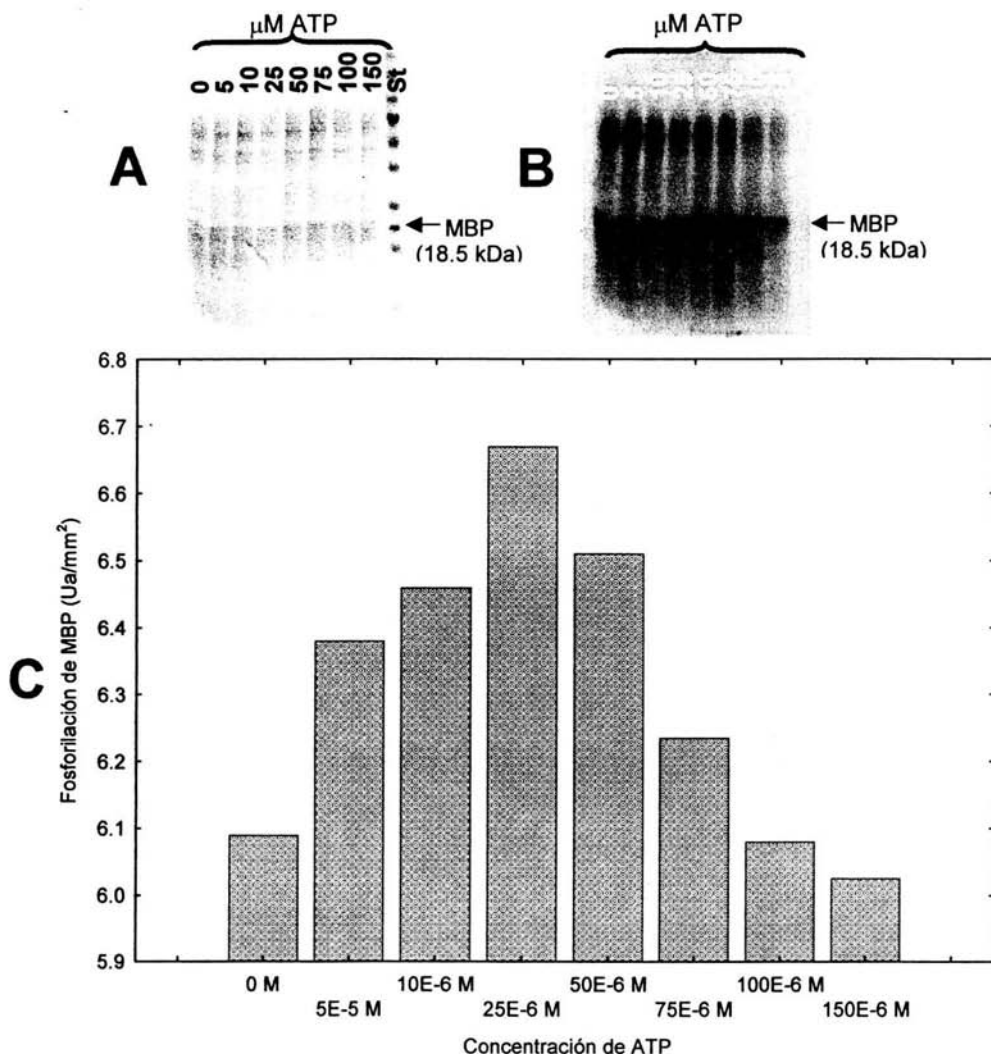 μM ATP
0 5 10 25 50 75 100 150 St
A
MBP
(18.5 kDa)
μM ATP
B
MBP
(18.5 kDa)
6.8
6.7
6.6
6.5
6.4
6.3
6.2
6.1
6.0
5.9
Fosforilación de MBP (Ua/mm²)
C
0 M 10E-6 M 50E-6 M 100E-6 M
5E-5 M 25E-6 M 75E-6 M 150E-6 M
Concentración de ATP